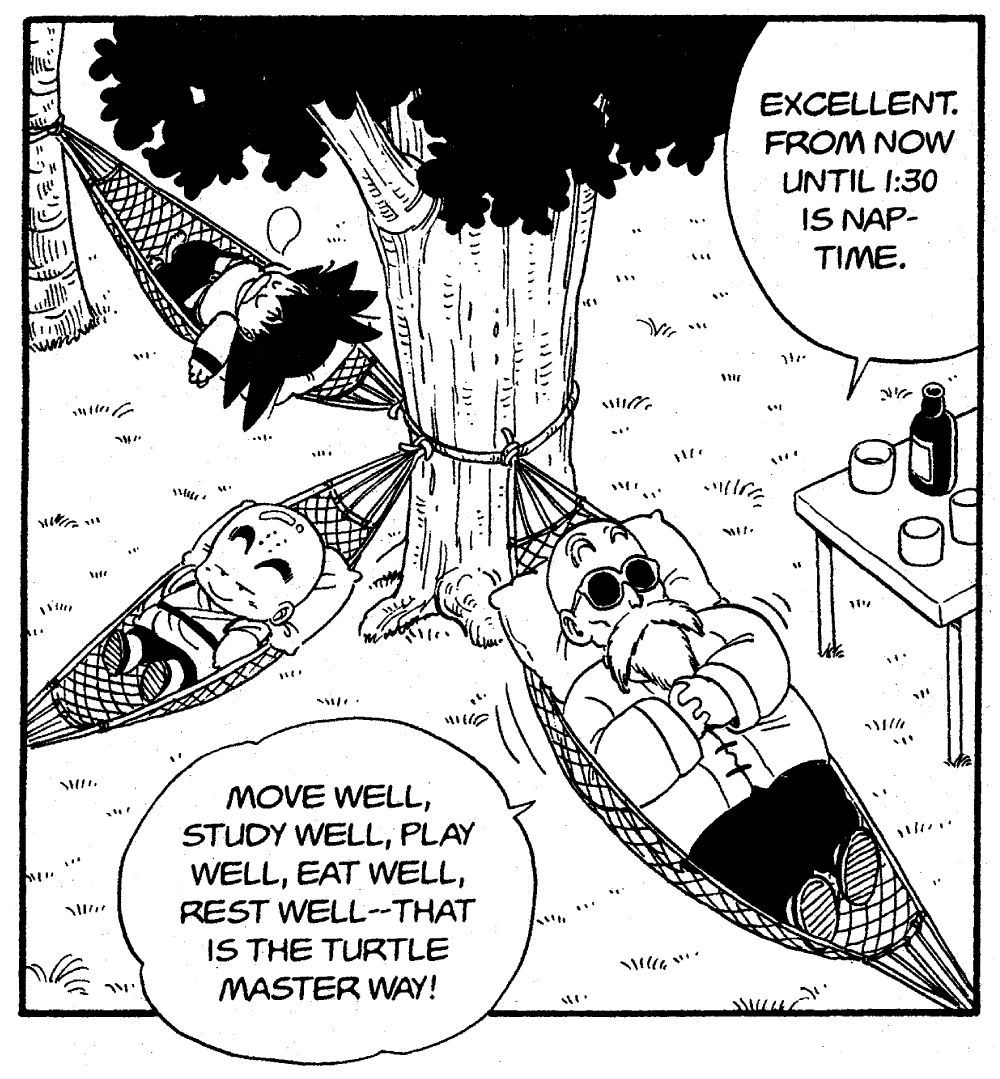 EXCELLENT.
FROM NOW
UNTIL 1:30
IS NAP-
TIME.
MOVE WELL,
STUDY WELL, PLAY
WELL, EAT WELL,
REST WELL--THAT
IS THE TURTLE
MASTER WAY!